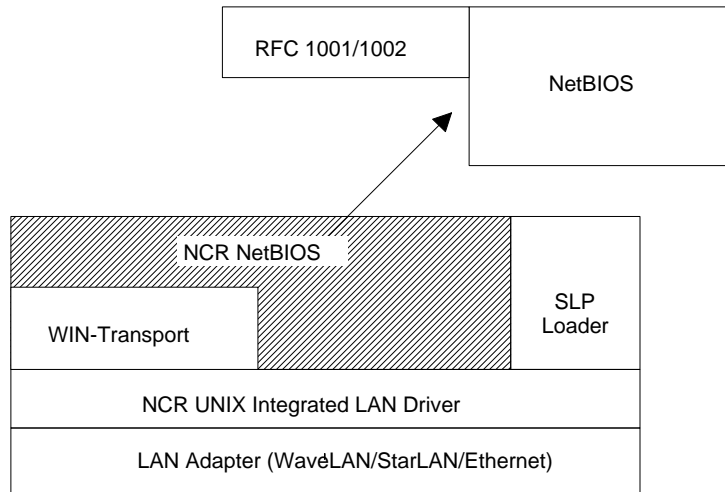 RFC 1001/1002
NetBIOS
NCR NetBIOS
SLP
Loader
WIN-Transport
NCR UNIX Integrated LAN Driver
LAN Adapter (WaveLAN/StarLAN/Ethernet)